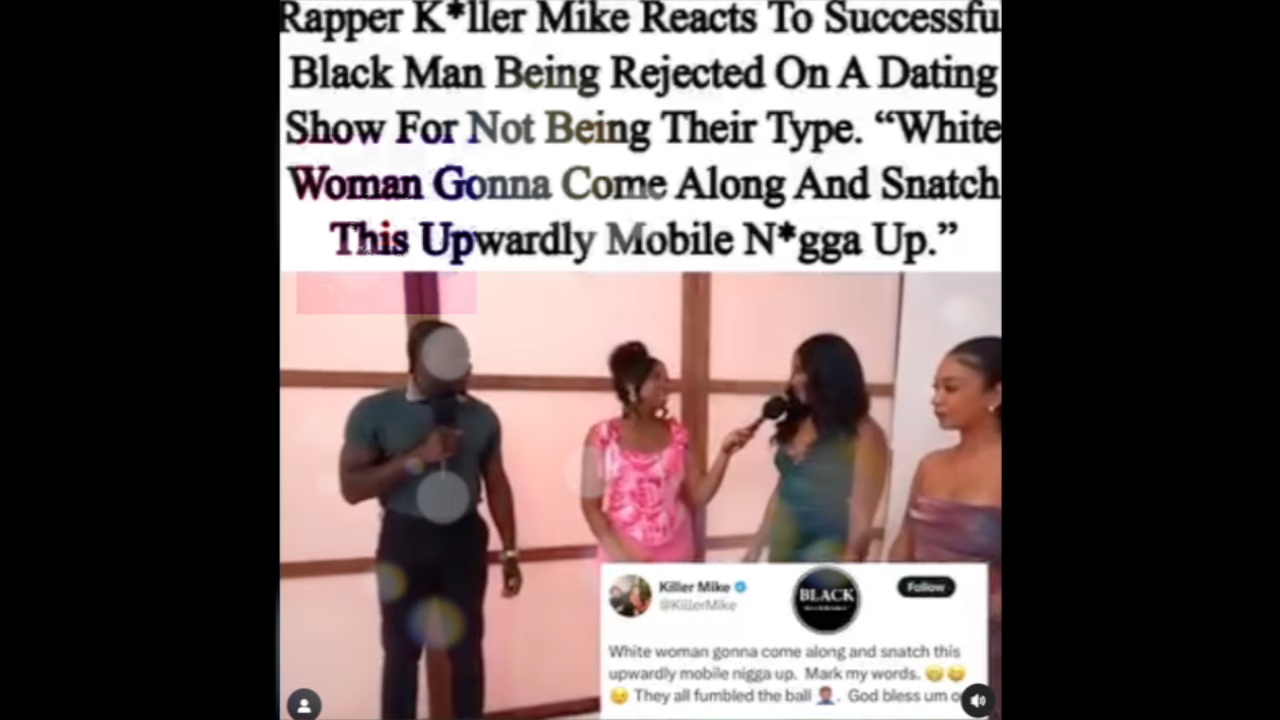 Rapper K*ller Mike Reacts To Successfu
Black Man Being Rejected On A Dating
Show For Not Being Their Type. “White
Woman Gonna Come Along And Snatch
This Upwardly Mobile N*gga Up.”
Killer Mike
@KillerMike
BLACK
Follow
White woman gonna come along and snatch this
upwardly mobile nigga up. Mark my words. 😁😁
😉 They all fumbled the ball 🤦🏾‍♂️. God bless um